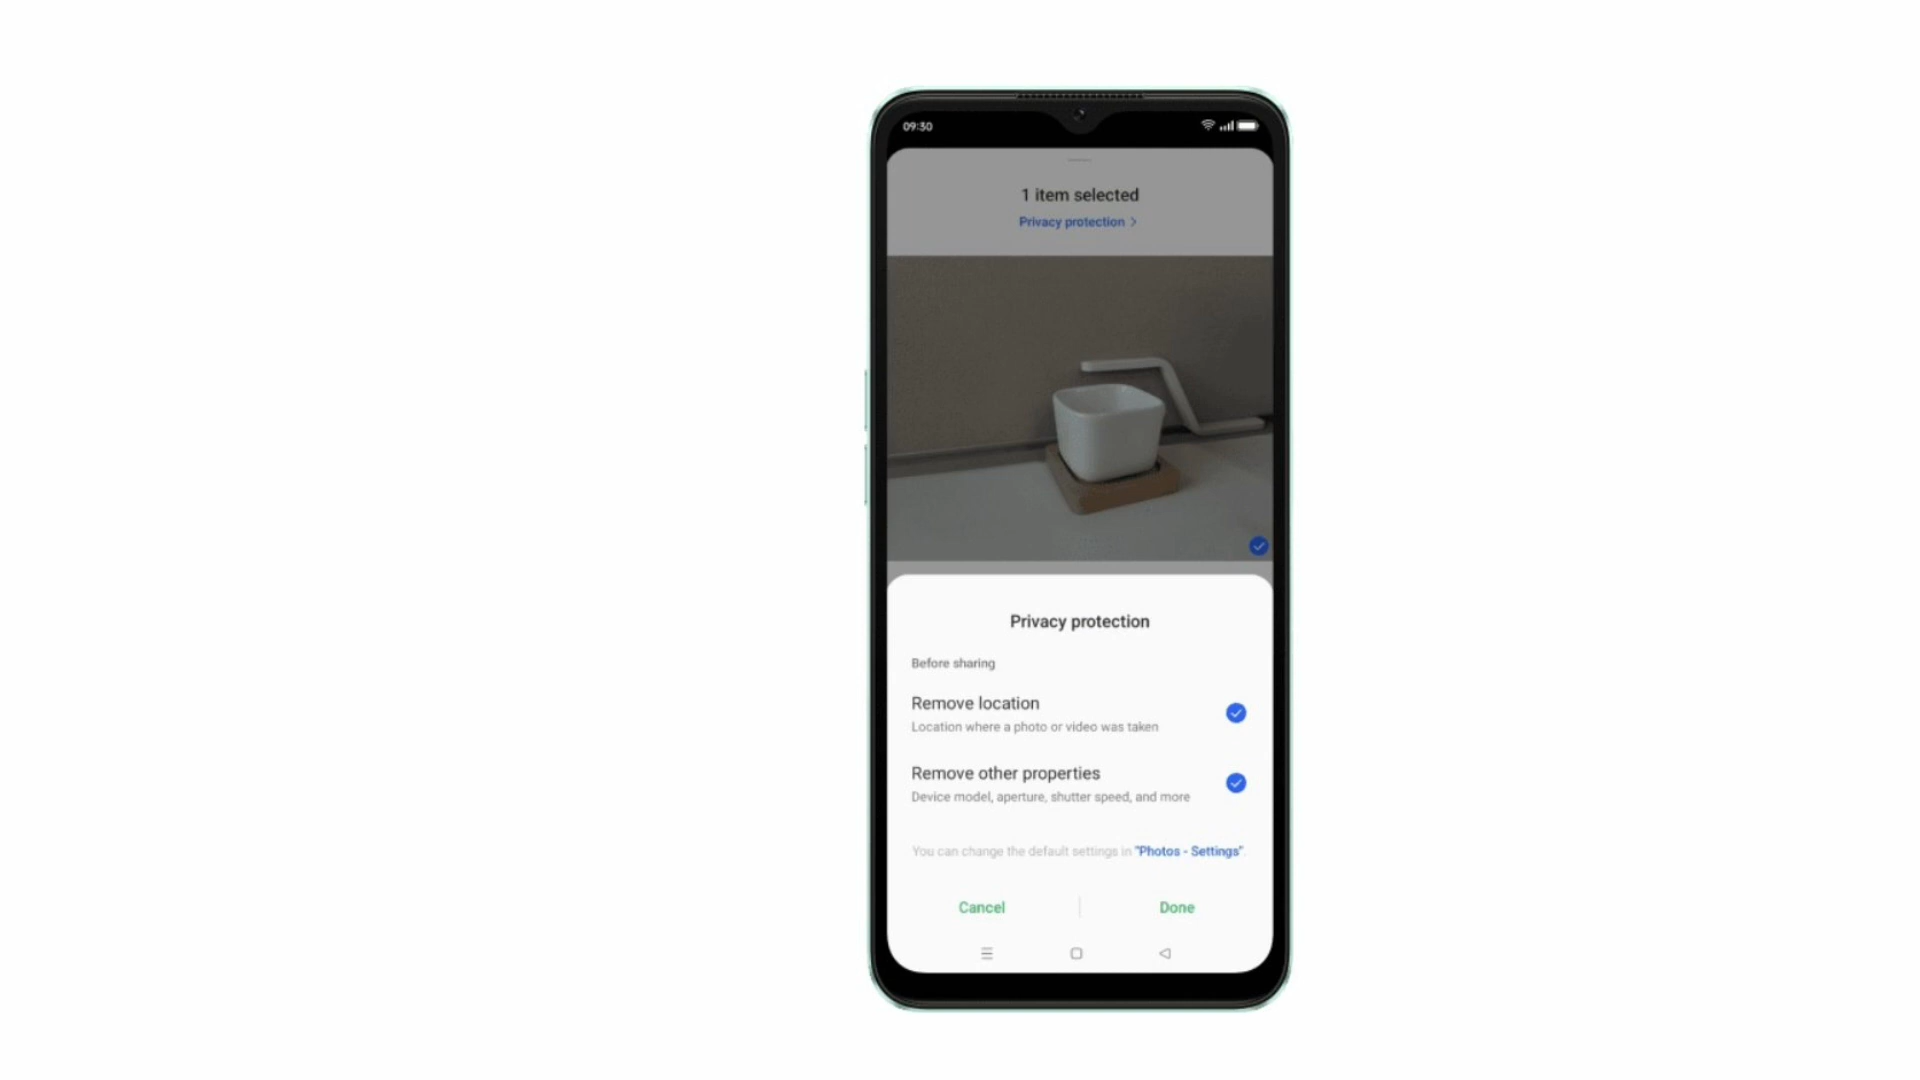 09:30
1 item selected
Privacy protection >
Privacy protection
Before sharing
Remove location
Location where a photo or video was taken
Remove other properties
Device model, aperture, shutter speed, and more
You can change the default settings in "Photos - Settings".
Cancel
Done